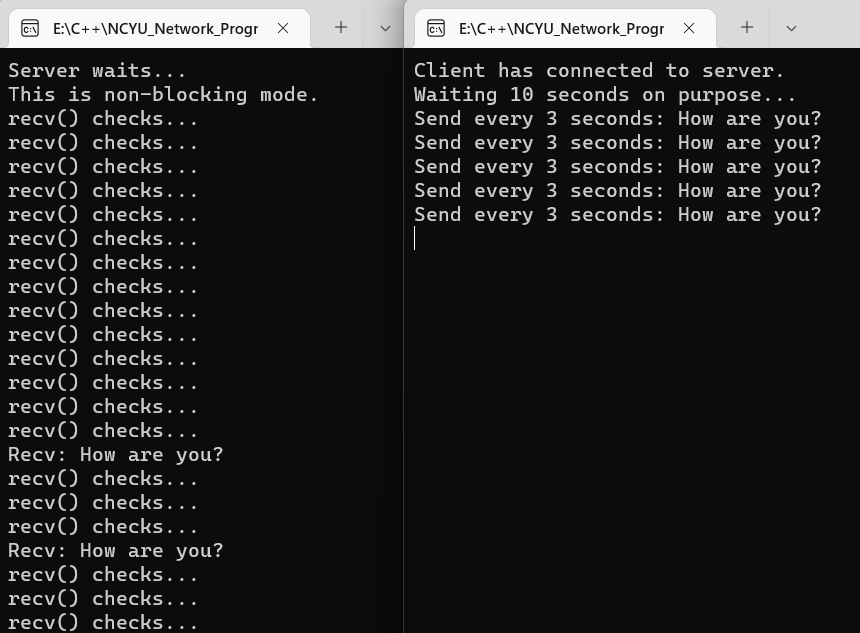 E:\C++\NCYU_Network_Progr
Server waits...
This is non-blocking mode.
recv() checks...
recv() checks...
recv() checks...
recv() checks...
recv() checks...
recv() checks...
recv() checks...
recv() checks...
recv() checks...
recv() checks...
recv() checks...
recv() checks...
recv() checks...
recv() checks...
Recv: How are you?
recv() checks...
recv() checks...
recv() checks...
Recv: How are you?
recv() checks...
recv() checks...
recv() checks...
E:\C++\NCYU_Network_Progr
Client has connected to server.
Waiting 10 seconds on purpose...
Send every 3 seconds: How are you?
Send every 3 seconds: How are you?
Send every 3 seconds: How are you?
Send every 3 seconds: How are you?
Send every 3 seconds: How are you?